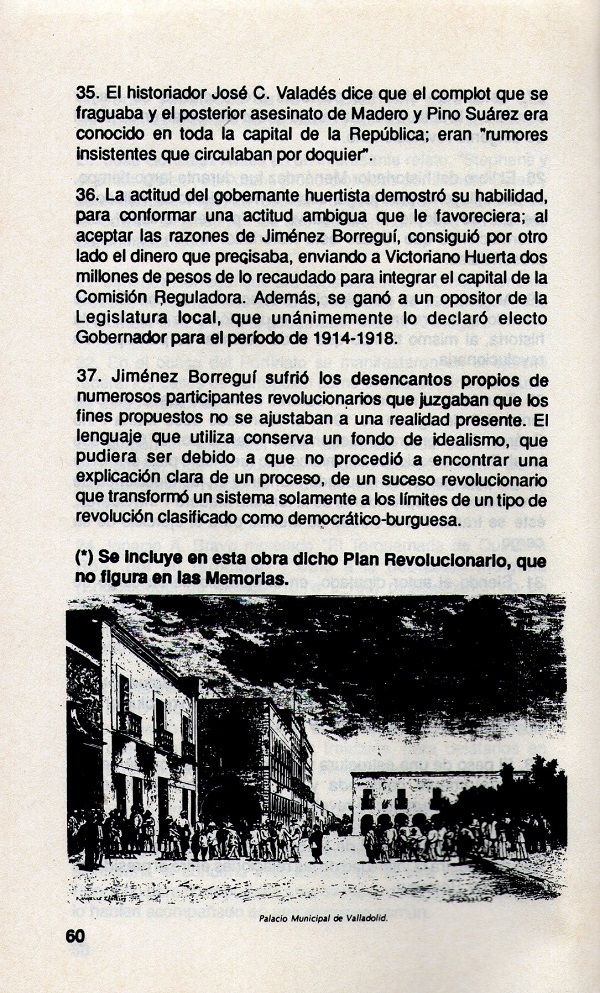 35. El historiador José C. Valadés dice que el complot que se
fraguaba y el posterior asesinato de Madero y Pino Suárez era
conocido en toda la capital de la República; eran "rumores
insistentes que circulaban por doquier".
36. La actitud del gobernante huertista demostró su habilidad,
para conformar una actitud ambigua que le favoreciera; al
aceptar las razones de Jiménez Borreguí, consiguió por otro
lado el dinero que precisaba, enviando a Victoriano Huerta dos
millones de pesos de lo recaudado para integrar el capital de la
Comisión Reguladora. Además, se ganó a un opositor de la
Legislatura local, que unánimemente lo declaró electo
Gobernador para el período de 1914-1918.
37. Jiménez Borreguí sufrió los desencantos propios de
numerosos participantes revolucionarios que juzgaban que los
fines propuestos no se ajustaban a una realidad presente. El
lenguaje que utiliza conserva un fondo de idealismo, que
pudiera ser debido a que no procedió a encontrar una
explicación clara de un proceso, de un suceso revolucionario
que transformó un sistema solamente a los límites de un tipo de
revolución clasificado como democrático-burguesa.
(*) Se incluye en esta obra dicho Plan Revolucionario, que
no figura en las Memorias.
Palacio Municipal de Valladolid.
60